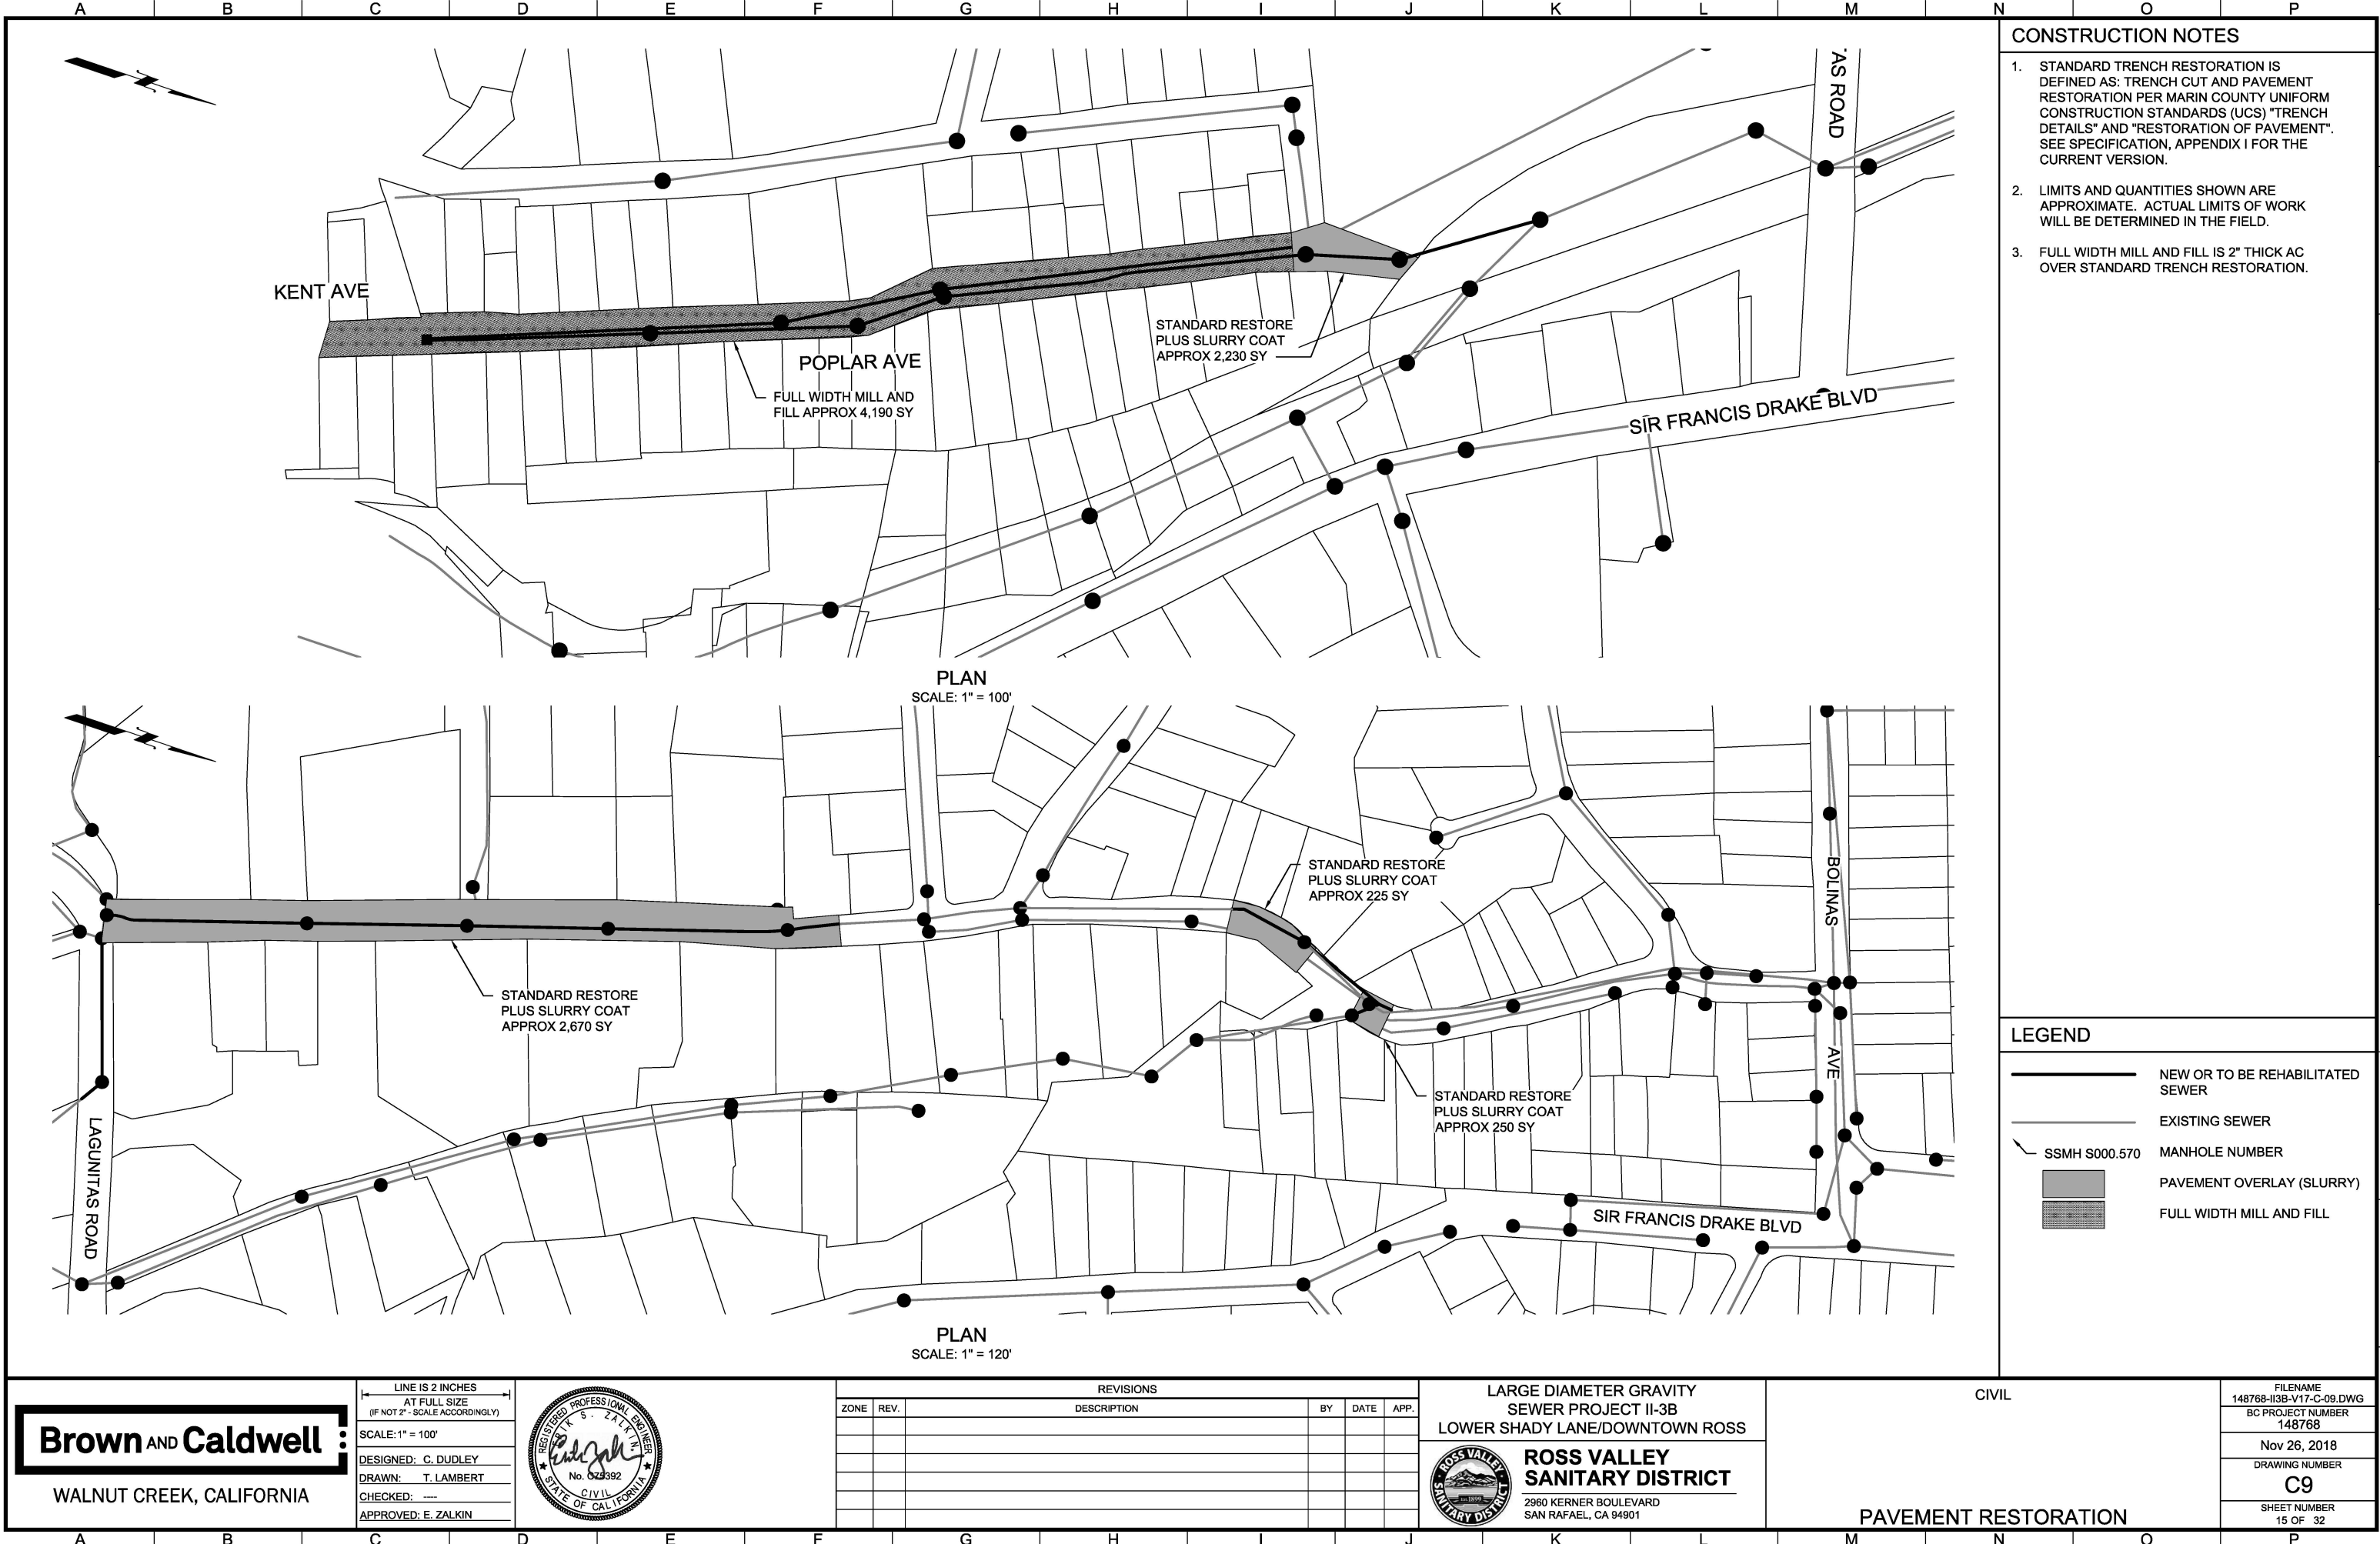 A B C D E F G H I J K L M N O P
CONSTRUCTION NOTES
1. STANDARD TRENCH RESTORATION IS
DEFINED AS: TRENCH CUT AND PAVEMENT
RESTORATION PER MARIN COUNTY UNIFORM
CONSTRUCTION STANDARDS (UCS) "TRENCH
DETAILS" AND "RESTORATION OF PAVEMENT".
SEE SPECIFICATION, APPENDIX I FOR THE
CURRENT VERSION.
2. LIMITS AND QUANTITIES SHOWN ARE
APPROXIMATE. ACTUAL LIMITS OF WORK
WILL BE DETERMINED IN THE FIELD.
3. FULL WIDTH MILL AND FILL IS 2" THICK AC
OVER STANDARD TRENCH RESTORATION.
AS ROAD
KENT AVE
STANDARD RESTORE
PLUS SLURRY COAT
APPROX 2,230 SY
POPLAR AVE
FULL WIDTH MILL AND
FILL APPROX 4,190 SY
SIR FRANCIS DRAKE BLVD
PLAN
SCALE: 1" = 100'
STANDARD RESTORE
PLUS SLURRY COAT
APPROX 225 SY
BOLINAS
AVE
STANDARD RESTORE
PLUS SLURRY COAT
APPROX 2,670 SY
STANDARD RESTORE
PLUS SLURRY COAT
APPROX 250 SY
LAGUNITAS ROAD
SIR FRANCIS DRAKE BLVD
PLAN
SCALE: 1" = 120'
LEGEND
NEW OR TO BE REHABILITATED
SEWER
EXISTING SEWER
SSMH S000.570 MANHOLE NUMBER
PAVEMENT OVERLAY (SLURRY)
FULL WIDTH MILL AND FILL
Brown AND Caldwell
WALNUT CREEK, CALIFORNIA
LINE IS 2 INCHES
AT FULL SIZE
(IF NOT 2" - SCALE ACCORDINGLY)
SCALE: 1" = 100'
DESIGNED: C. DUDLEY
DRAWN: T. LAMBERT
CHECKED: ----
APPROVED: E. ZALKIN
REGISTERED PROFESSIONAL ENGINEER
ERIK S. ZALKIN
No. C75392
CIVIL
STATE OF CALIFORNIA
REVISIONS
ZONE REV. DESCRIPTION BY DATE APP.
LARGE DIAMETER GRAVITY
SEWER PROJECT II-3B
LOWER SHADY LANE/DOWNTOWN ROSS
ROSS VALLEY
SANITARY DISTRICT
EST. 1899
ROSS VALLEY
SANITARY DISTRICT
2960 KERNER BOULEVARD
SAN RAFAEL, CA 94901
CIVIL
PAVEMENT RESTORATION
FILENAME
148768-II3B-V17-C-09.DWG
BC PROJECT NUMBER
148768
Nov 26, 2018
DRAWING NUMBER
C9
SHEET NUMBER
15 OF 32
A B C D E F G H I J K L M N O P